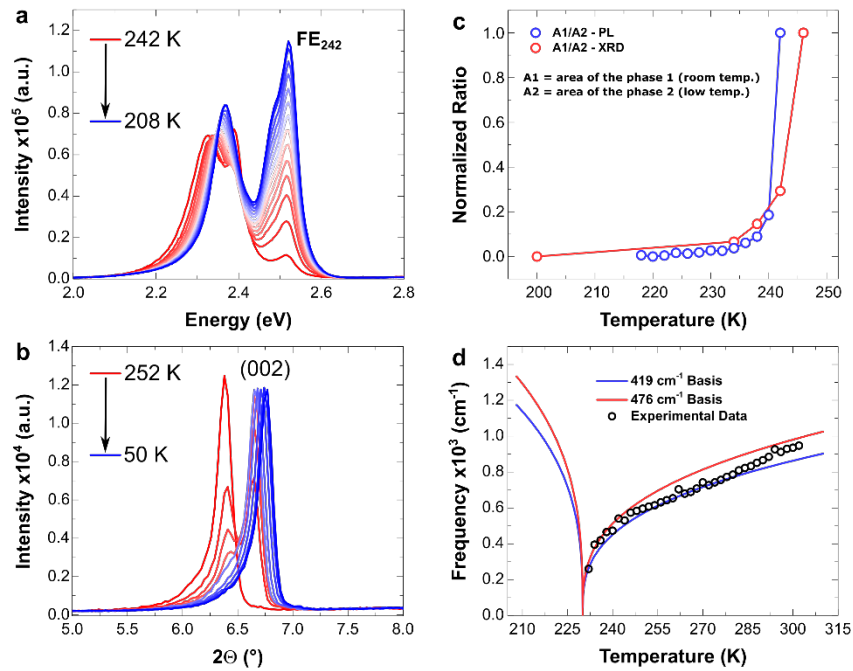 a
242 K
208 K
FE242
Intensity x10^5 (a.u.)
1.2
1.0
0.8
0.6
0.4
0.2
0.0
2.0 2.2 2.4 2.6 2.8
Energy (eV)
c
A1/A2 - PL
A1/A2 - XRD
A1 = area of the phase 1 (room temp.)
A2 = area of the phase 2 (low temp.)
Normalized Ratio
1.0
0.8
0.6
0.4
0.2
0.0
200 210 220 230 240 250
Temperature (K)
b
252 K
50 K
(002)
Intensity x10^4 (a.u.)
1.4
1.2
1.0
0.8
0.6
0.4
0.2
0.0
5.0 5.5 6.0 6.5 7.0 7.5 8.0
2Θ (°)
d
419 cm-1 Basis
476 cm-1 Basis
Experimental Data
Frequency x10^3 (cm-1)
1.4
1.2
1.0
0.8
0.6
0.4
0.2
0.0
210 225 240 255 270 285 300 315
Temperature (K)